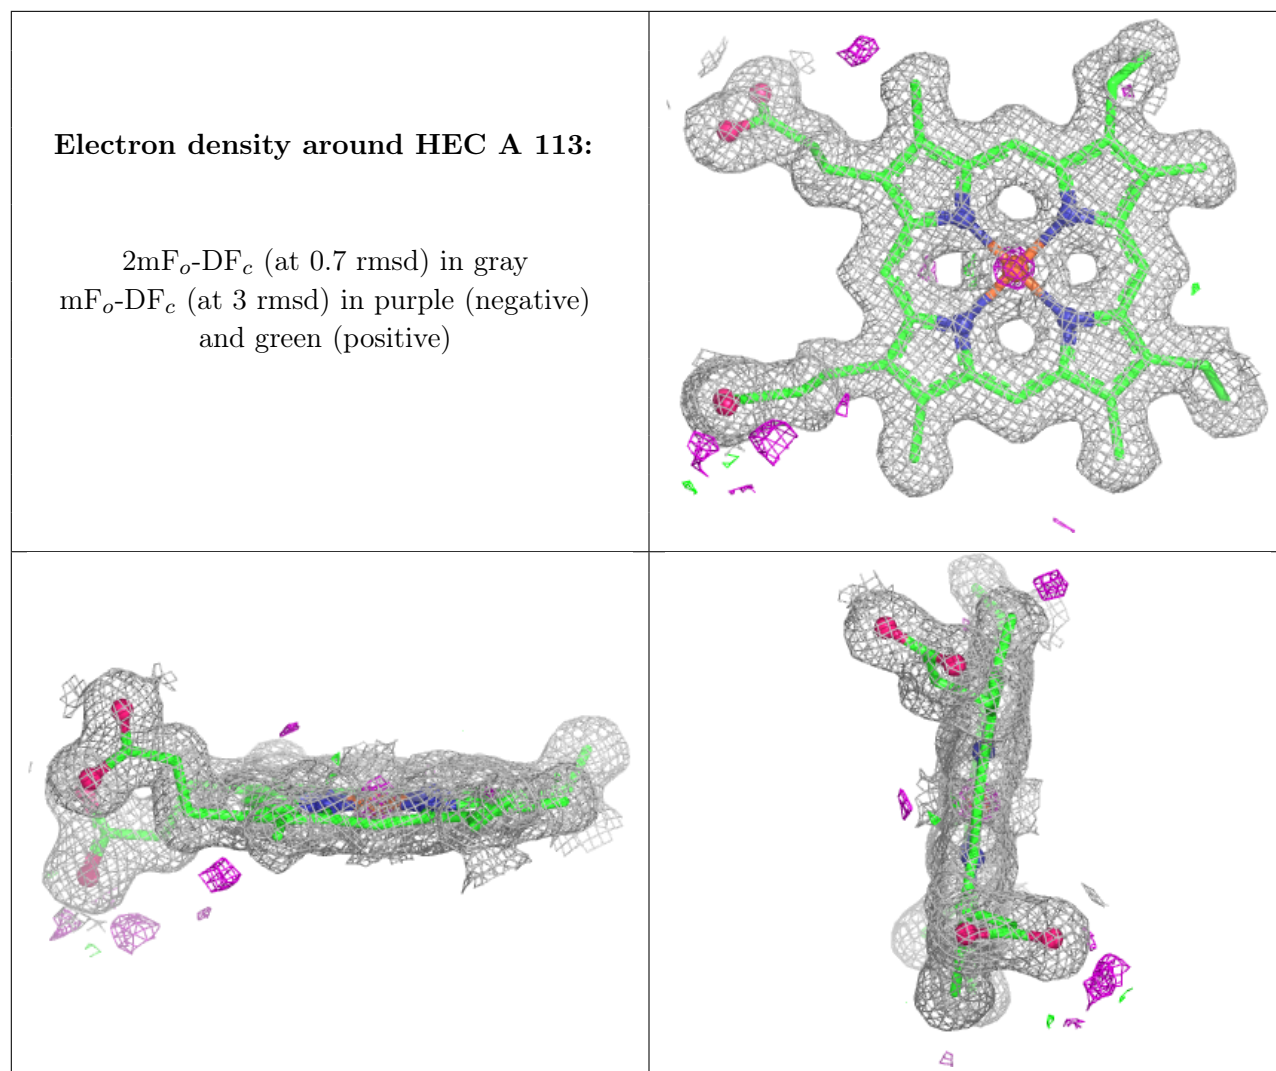 Electron density around HEC A 113:
2mFo-DFc (at 0.7 rmsd) in gray
mFo-DFc (at 3 rmsd) in purple (negative)
and green (positive)